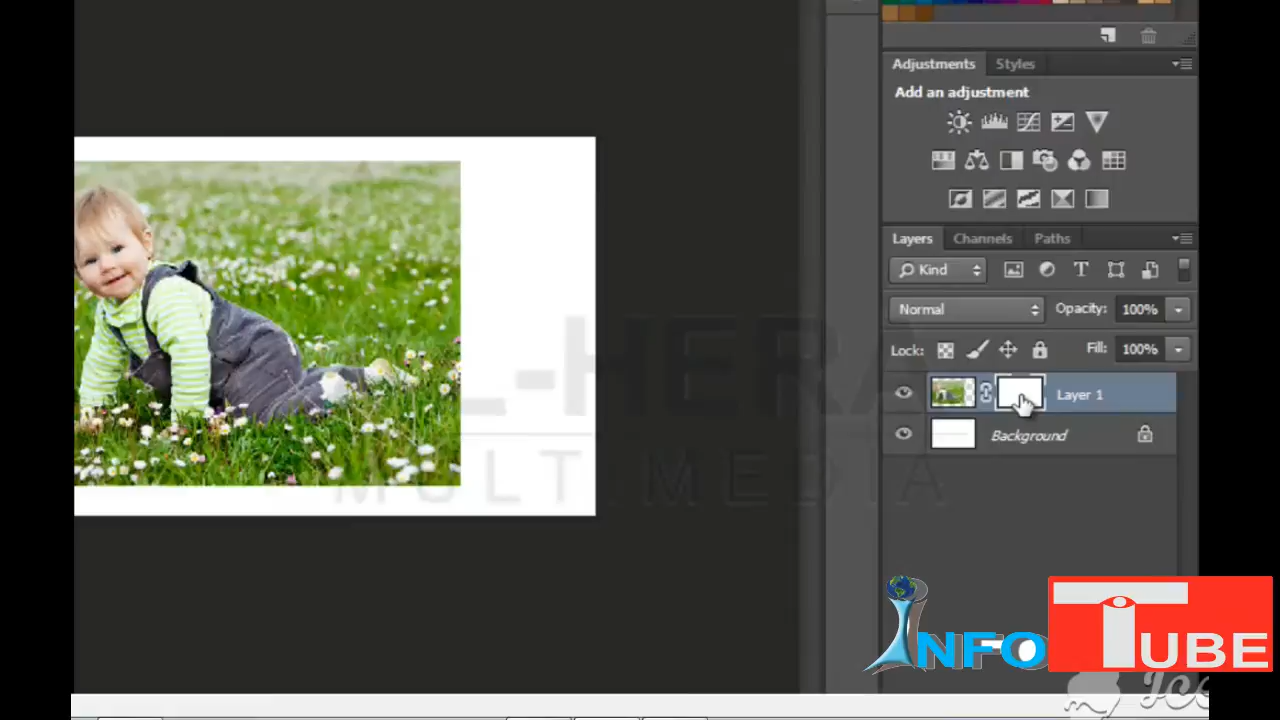 Adjustments Styles
Add an adjustment
Layers Channels Paths
Kind
Normal Opacity: 100%
Lock: Fill: 100%
Layer 1
Background
L-HERA
MULTIMEDIA
INFO TUBE